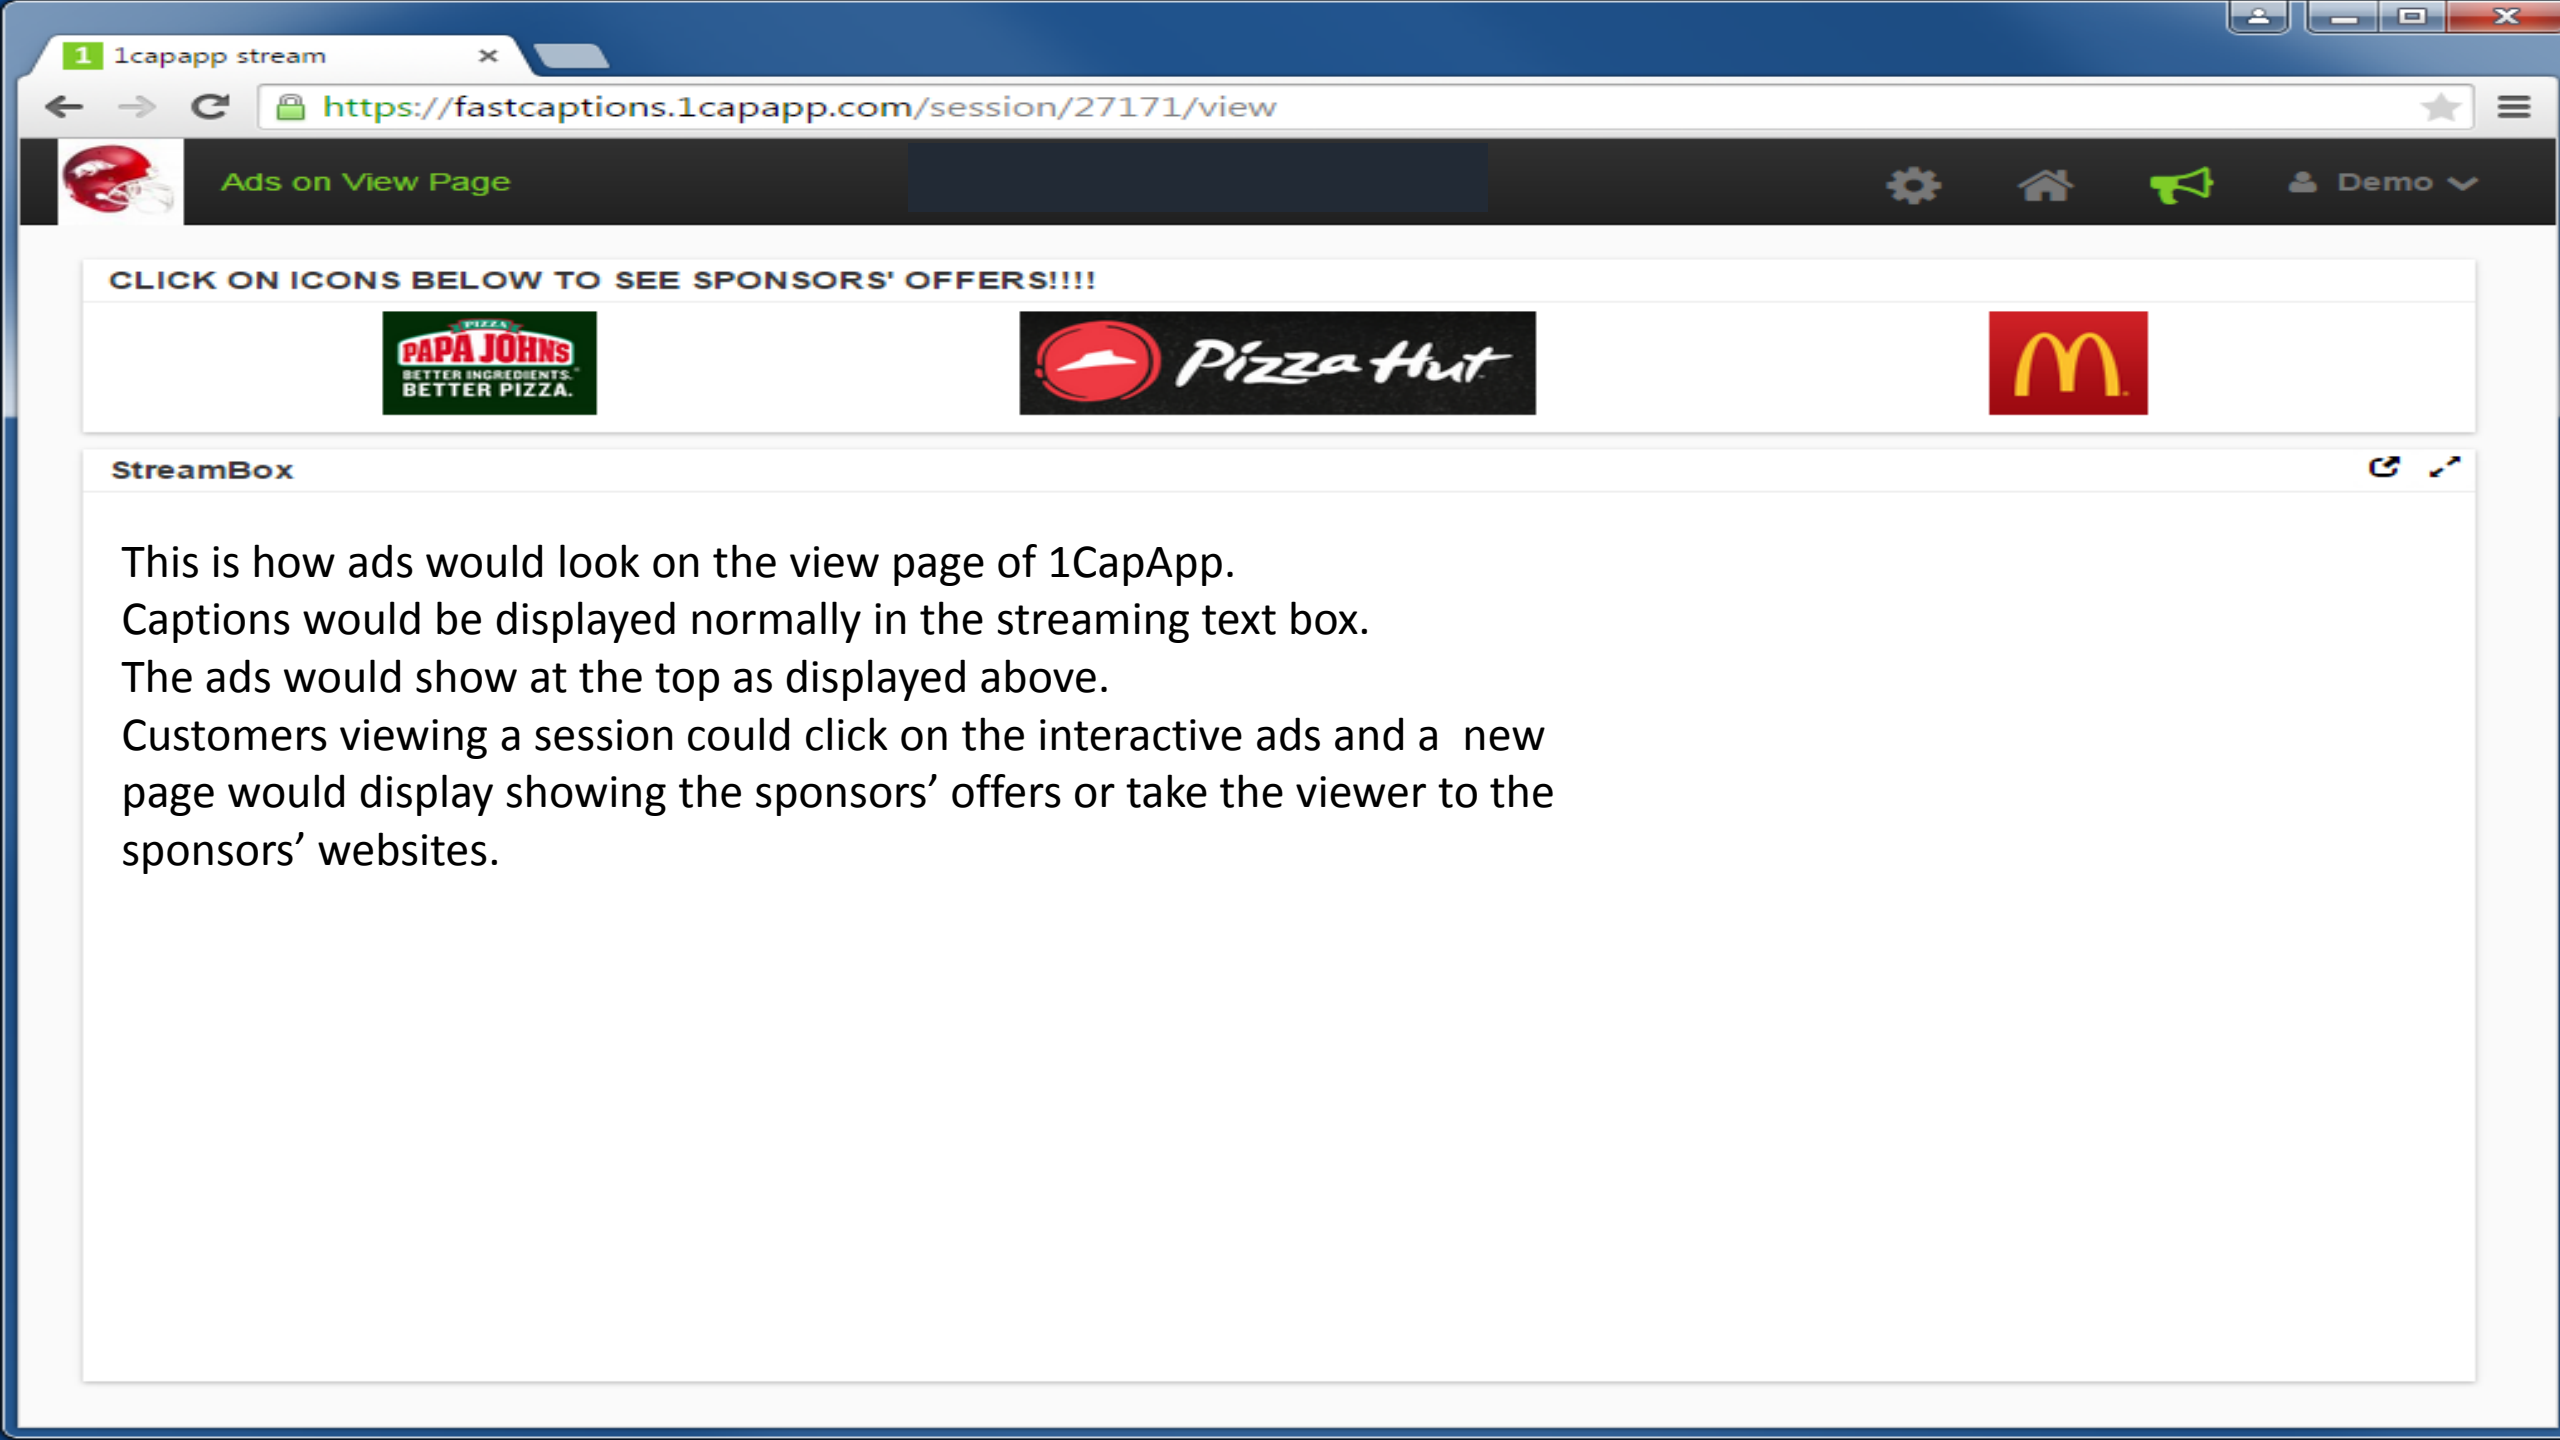 1 1capapp stream
https://fastcaptions.1capapp.com/session/27171/view
Ads on View Page
Demo
CLICK ON ICONS BELOW TO SEE SPONSORS' OFFERS!!!!
PIZZA
PAPA JOHNS
BETTER INGREDIENTS.
BETTER PIZZA.
Pizza Hut
M
StreamBox
This is how ads would look on the view page of 1CapApp.
Captions would be displayed normally in the streaming text box.
The ads would show at the top as displayed above.
Customers viewing a session could click on the interactive ads and a  new
page would display showing the sponsors’ offers or take the viewer to the
sponsors’ websites.